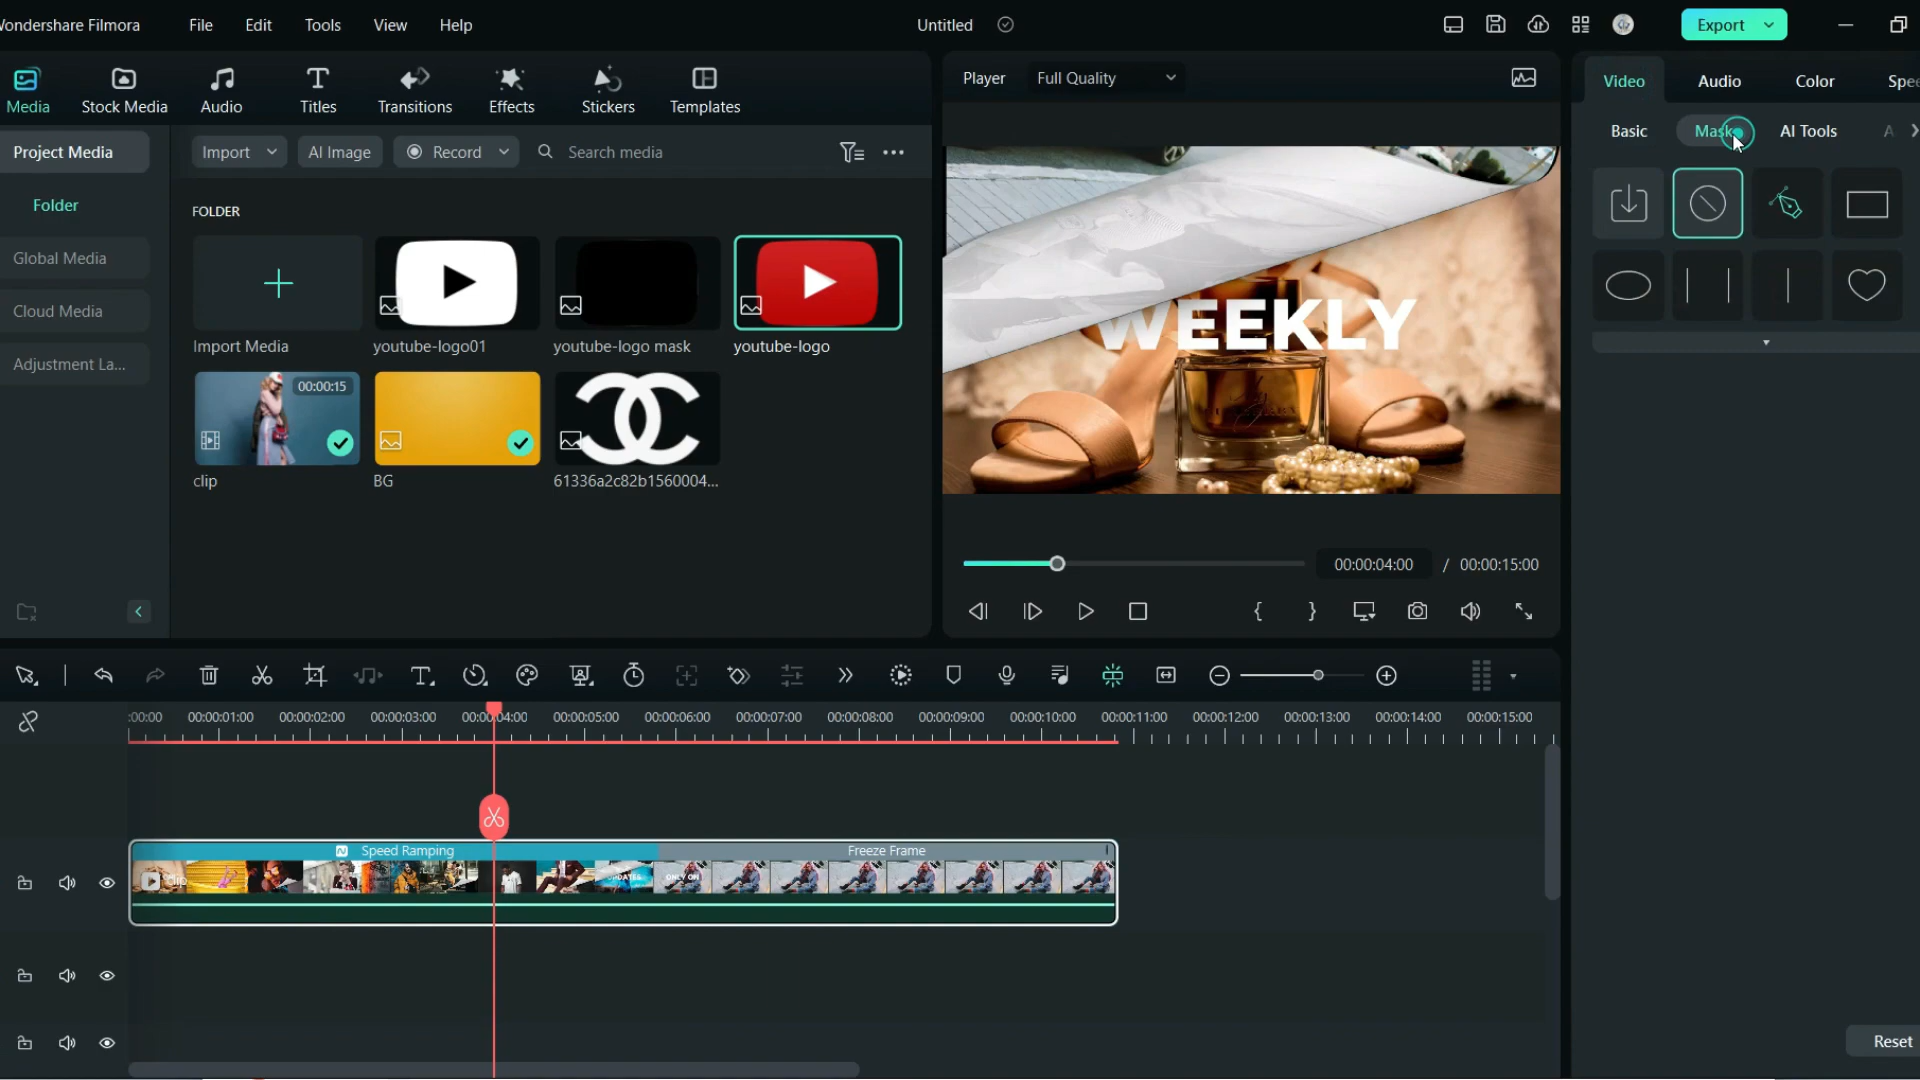 Wondershare Filmora
File
Edit
Tools
View
Help
Untitled
Export
Media
Stock Media
Audio
Titles
Transitions
Effects
Stickers
Templates
Player
Full Quality
Video
Audio
Color
Spee
Basic
Mask
AI Tools
A
Project Media
Import
AI Image
Record
Search media
Folder
FOLDER
Global Media
Cloud Media
Adjustment La...
Import Media
youtube-logo01
youtube-logo mask
youtube-logo
00:00:15
clip
BG
61336a2c82b1560004...
WEEKLY
00:00:04:00
/
00:00:15:00
:00:00
00:00:01:00
00:00:02:00
00:00:03:00
00:00:04:00
00:00:05:00
00:00:06:00
00:00:07:00
00:00:08:00
00:00:09:00
00:00:10:00
00:00:11:00
00:00:12:00
00:00:13:00
00:00:14:00
00:00:15:00
Speed Ramping
Freeze Frame
clip
UPDATES
ONLY ON
Reset